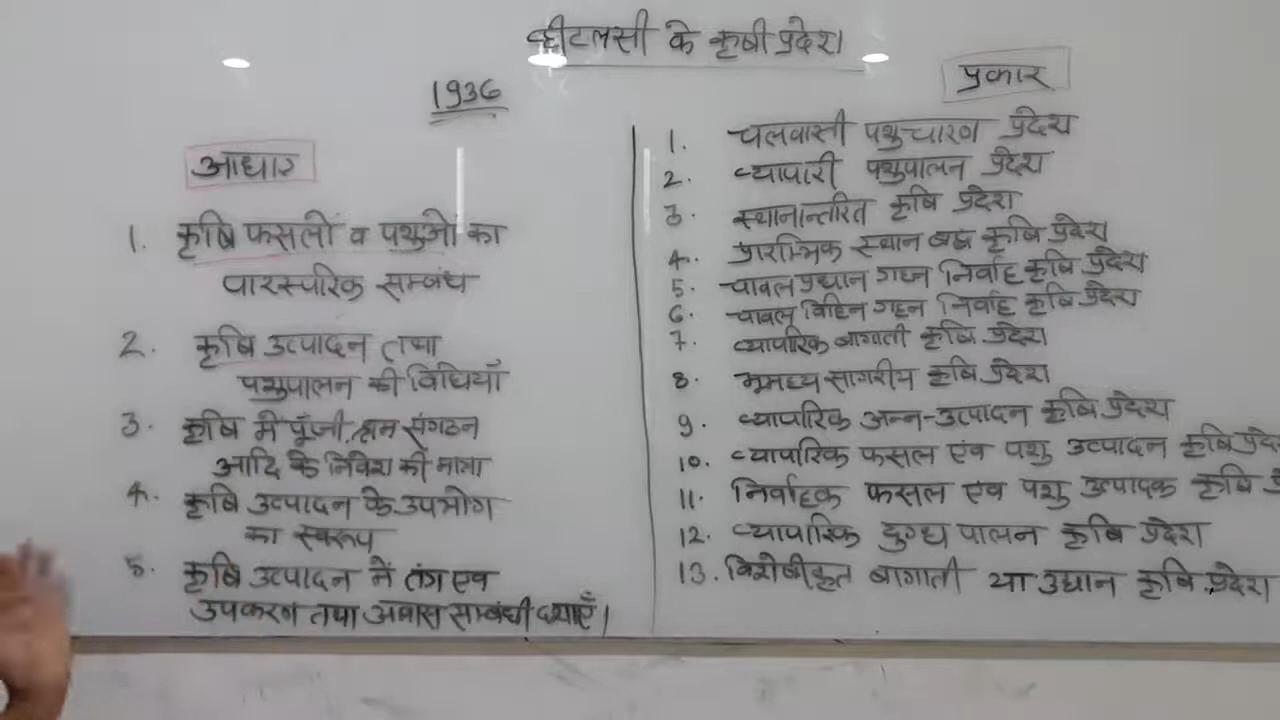 व्हीटलसी के कृषी प्रदेश
1936
आधार
1. कृषि फसलों व पशुओं का
पारस्परिक सम्बंध
2. कृषि उत्पादन तथा
पशुपालन की विधियाँ
3. कृषि में पूँजी, श्रम संगठन
आदि के निवेश की मात्रा
4. कृषि उत्पादन के उपभोग
का स्वरूप
5. कृषि उत्पादन में तंग एव
उपकरण तथा अवास सम्बंधी दशाएँ।
प्रकार
1. चलवासी पशुचारण प्रदेश
2. व्यापारी पशुपालन प्रदेश
3. स्थानान्तरित कृषि प्रदेश
4. प्रारम्भिक स्थान बद्ध कृषि प्रदेश
5. चावल प्रधान गहन निर्वाह कृषि प्रदेश
6. चावल विहिन गहन निर्वाह कृषि प्रदेश
7. व्यापारिक बागाती कृषि प्रदेश
8. भूमध्य सागरीय कृषि प्रदेश
9. व्यापारिक अन्न-उत्पादन कृषि प्रदेश
10. व्यापारिक फसल एंव पशु उत्पादन कृषि प्रदे
11. निर्वाहक फसल एंव पशु उत्पादक कृषि
12. व्यापारिक दुग्ध पालन कृषि प्रदेश
13. विशेषीकृत बागाती या उद्यान कृषि प्रदेश